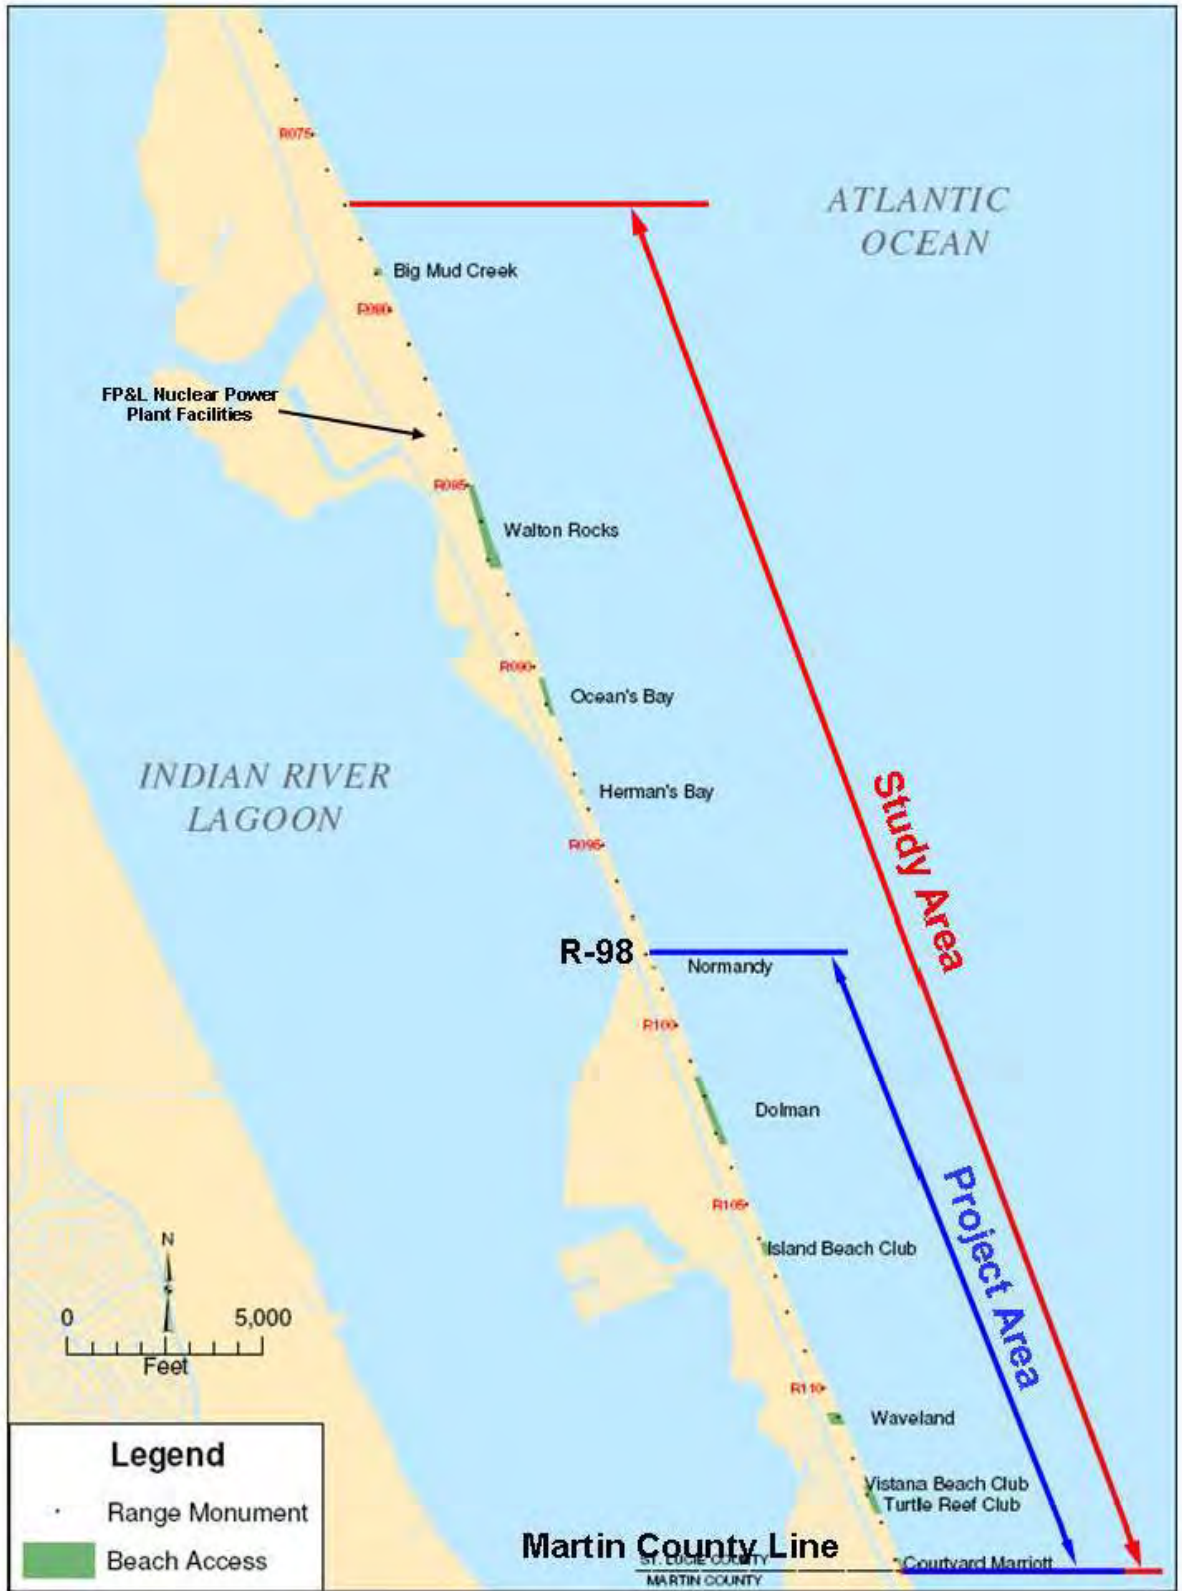 R075
ATLANTIC
OCEAN
Big Mud Creek
R080
FP&L Nuclear Power
Plant Facilities
R085
Walton Rocks
R090
Ocean's Bay
INDIAN RIVER
LAGOON
Herman's Bay
Study Area
R095
R-98
Normandy
R100
Dolman
Project Area
R105
Island Beach Club
N
0 5,000
Feet
R110
Waveland
Legend
Range Monument
Beach Access
Vistana Beach Club
Turtle Reef Club
Martin County Line
ST. LUCIE COUNTY
MARTIN COUNTY
Courtyard Marriott